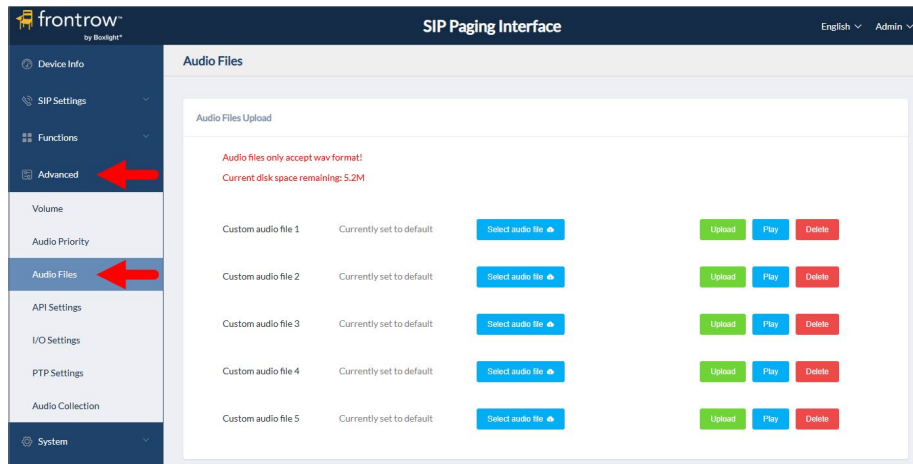 frontrow™
by Boxlight®
SIP Paging Interface
English
Admin
Device Info
SIP Settings
Functions
Advanced
Volume
Audio Priority
Audio Files
API Settings
I/O Settings
PTP Settings
Audio Collection
System
Audio Files
Audio Files Upload
Audio files only accept wav format!
Current disk space remaining: 5.2M
Custom audio file 1 Currently set to default Select audio file Upload Play Delete
Custom audio file 2 Currently set to default Select audio file Upload Play Delete
Custom audio file 3 Currently set to default Select audio file Upload Play Delete
Custom audio file 4 Currently set to default Select audio file Upload Play Delete
Custom audio file 5 Currently set to default Select audio file Upload Play Delete